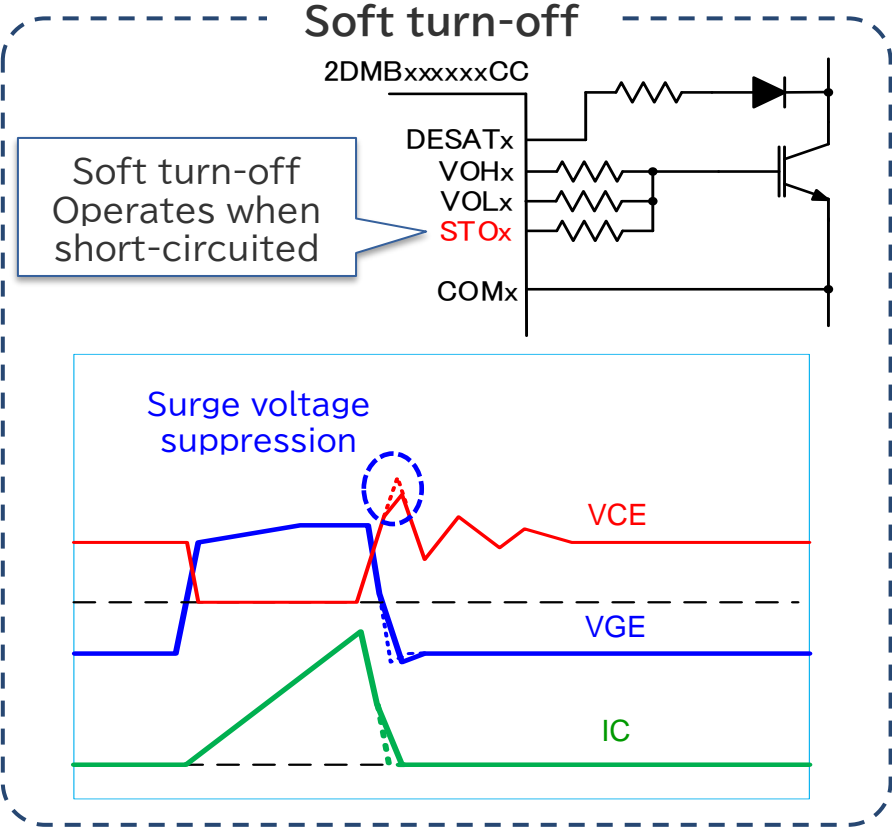 Soft turn-off
2DMBxxxxxxCC
DESATx
VOHx
VOLx
STOx
COMx
Soft turn-off
Operates when
short-circuited
Surge voltage
suppression
VCE
VGE
IC